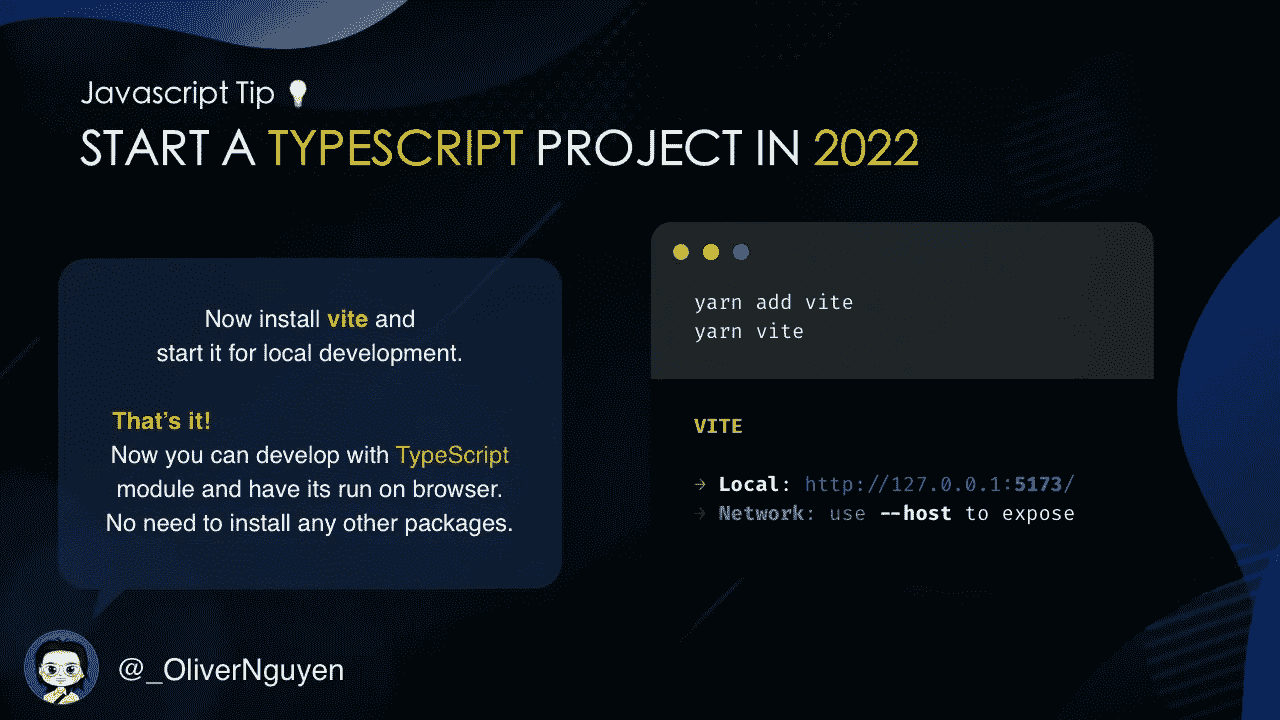 Javascript Tip 💡
START A TYPESCRIPT PROJECT IN 2022
Now install vite and
start it for local development.
That’s it!
Now you can develop with TypeScript
module and have its run on browser.
No need to install any other packages.
yarn add vite
yarn vite
VITE
→ Local: http://127.0.0.1:5173/
→ Network: use --host to expose
@_OliverNguyen